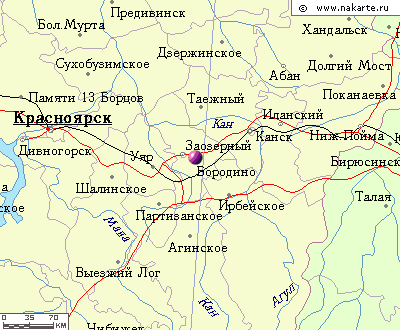 © www.nakarte.ru
Предивинск
Бол.Мурта
Хандальск
Дзержинское
Сухобузимское
Долгий Мост
Абан
Поканаевка
Памяти 13 Борцов
Таежный
Красноярск
Кан
Иланский
Канск
Ниж.Пойма
Дивногорск
Заозерный
Уяр
Бирюсинск
Бородино
Шалинское
Талая
Партизанское
Ирбейское
ское
Мана
Агинское
Выезжий Лог
Агул
Кан
0 35 70
КМ
Чибижек